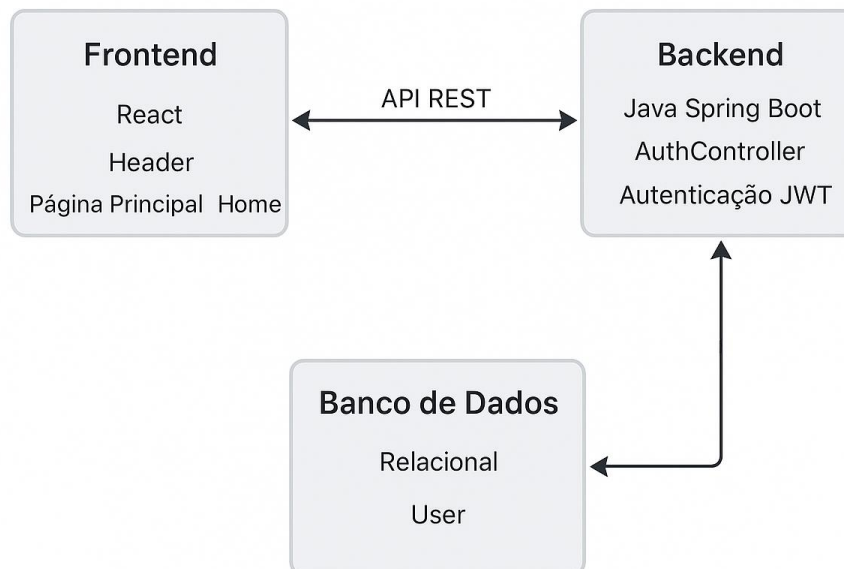 Frontend
React
Header
Página Principal Home
API REST
Backend
Java Spring Boot
AuthController
Autenticação JWT
Banco de Dados
Relacional
User